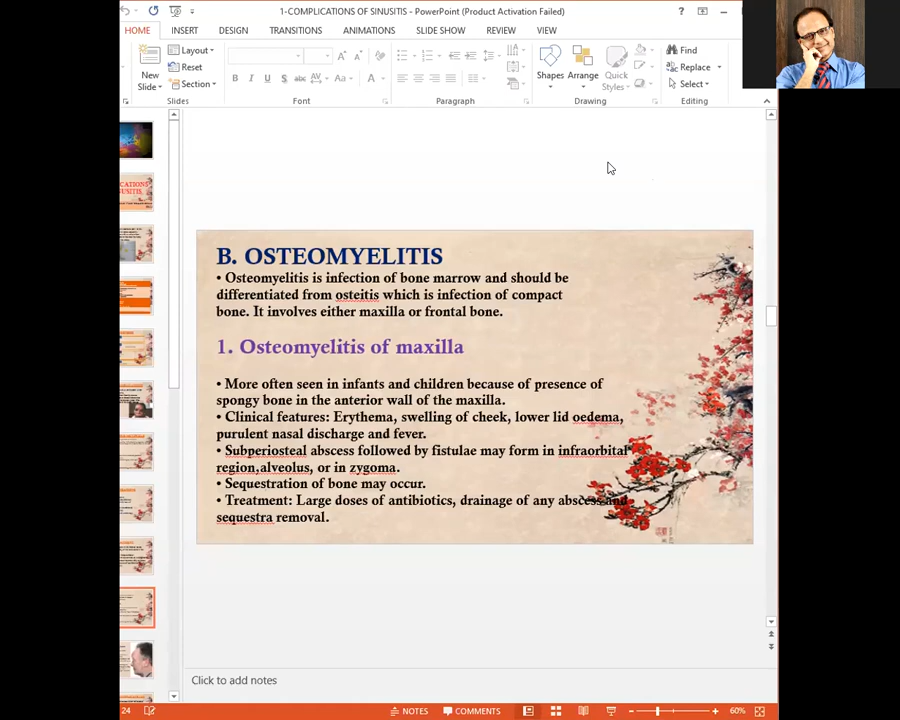 1-COMPLICATIONS OF SINUSITIS - PowerPoint (Product Activation Failed)
?
HOME INSERT DESIGN TRANSITIONS ANIMATIONS SLIDE SHOW REVIEW VIEW
New
Slide
Layout
Reset
Section
B I U S abc AV Aa A
A A
Shapes
Arrange
Quick
Styles
Find
Replace
Select
Slides Font Paragraph Drawing Editing
B. OSTEOMYELITIS
• Osteomyelitis is infection of bone marrow and should be
differentiated from osteitis which is infection of compact
bone. It involves either maxilla or frontal bone.
1. Osteomyelitis of maxilla
• More often seen in infants and children because of presence of
spongy bone in the anterior wall of the maxilla.
• Clinical features: Erythema, swelling of cheek, lower lid oedema,
purulent nasal discharge and fever.
• Subperiosteal abscess followed by fistulae may form in infraorbital
region,alveolus, or in zygoma.
• Sequestration of bone may occur.
• Treatment: Large doses of antibiotics, drainage of any abscess and
sequestra removal.
Click to add notes
24 NOTES COMMENTS 60%